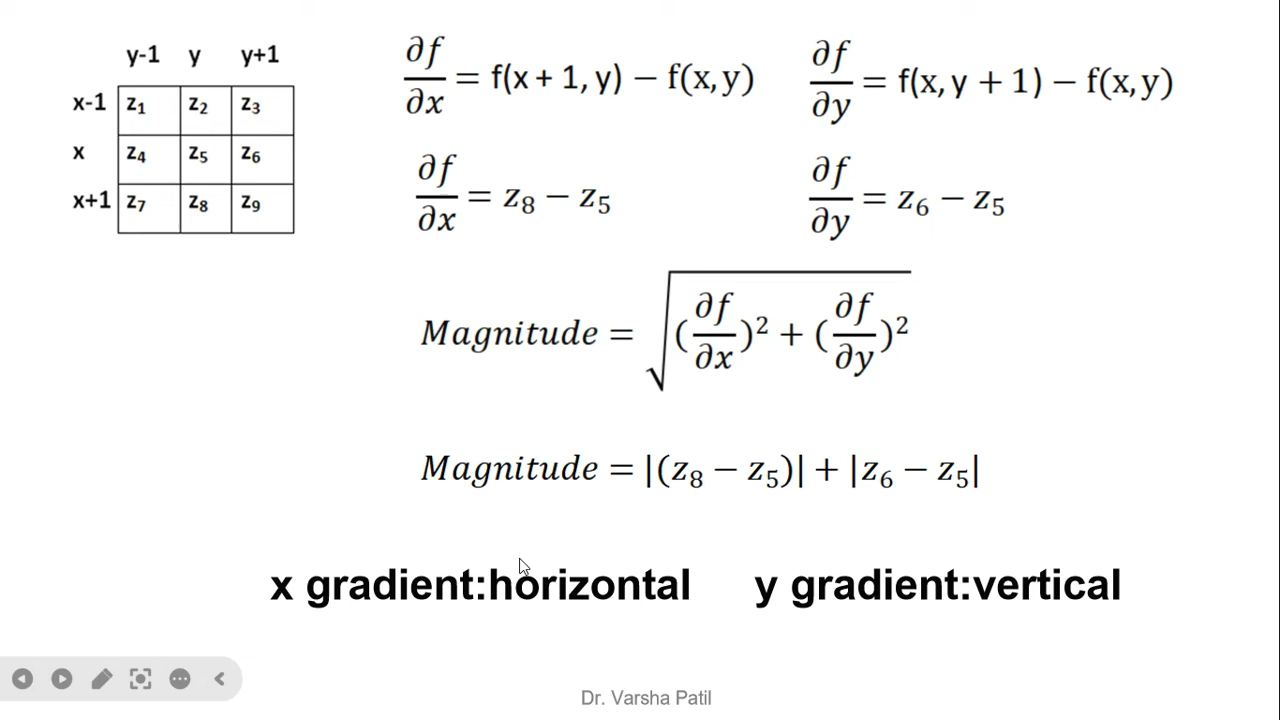 y-1 y y+1
x-1 z₁ z₂ z₃
x z₄ z₅ z₆
x+1 z₇ z₈ z₉
∂f/∂x = f(x + 1, y) − f(x, y)
∂f/∂y = f(x, y + 1) − f(x, y)
∂f/∂x = z₈ − z₅
∂f/∂y = z₆ − z₅
Magnitude = √((∂f/∂x)² + (∂f/∂y)²)
Magnitude = |(z₈ − z₅)| + |z₆ − z₅|
x gradient:horizontal y gradient:vertical
Dr. Varsha Patil